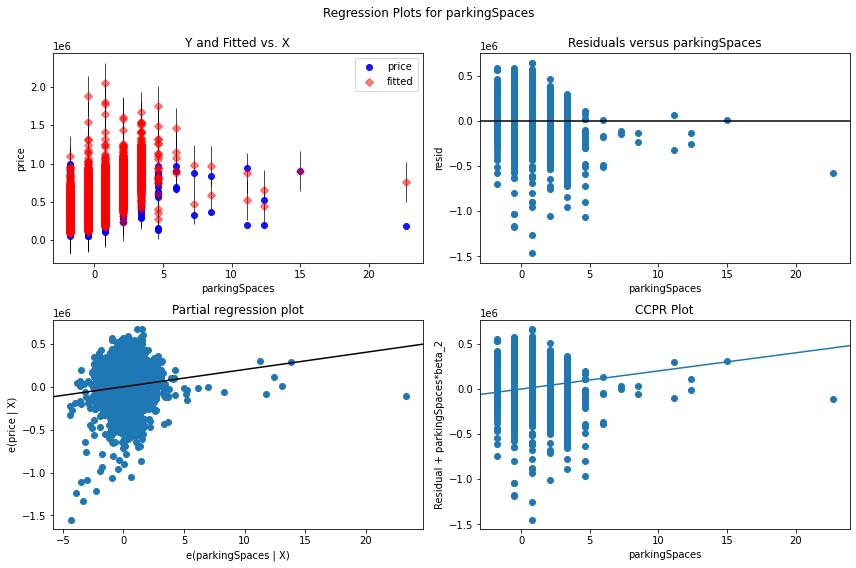 Regression Plots for parkingSpaces
Y and Fitted vs. X
1e6
price
fitted
2.0
1.5
1.0
0.5
0.0
price
0
5
10
15
20
parkingSpaces
Residuals versus parkingSpaces
1e6
0.5
0.0
−0.5
−1.0
−1.5
resid
0
5
10
15
20
parkingSpaces
Partial regression plot
1e6
0.5
0.0
−0.5
−1.0
−1.5
e(price | X)
−5
0
5
10
15
20
e(parkingSpaces | X)
CCPR Plot
1e6
0.5
0.0
−0.5
−1.0
−1.5
Residual + parkingSpaces*beta_2
0
5
10
15
20
parkingSpaces